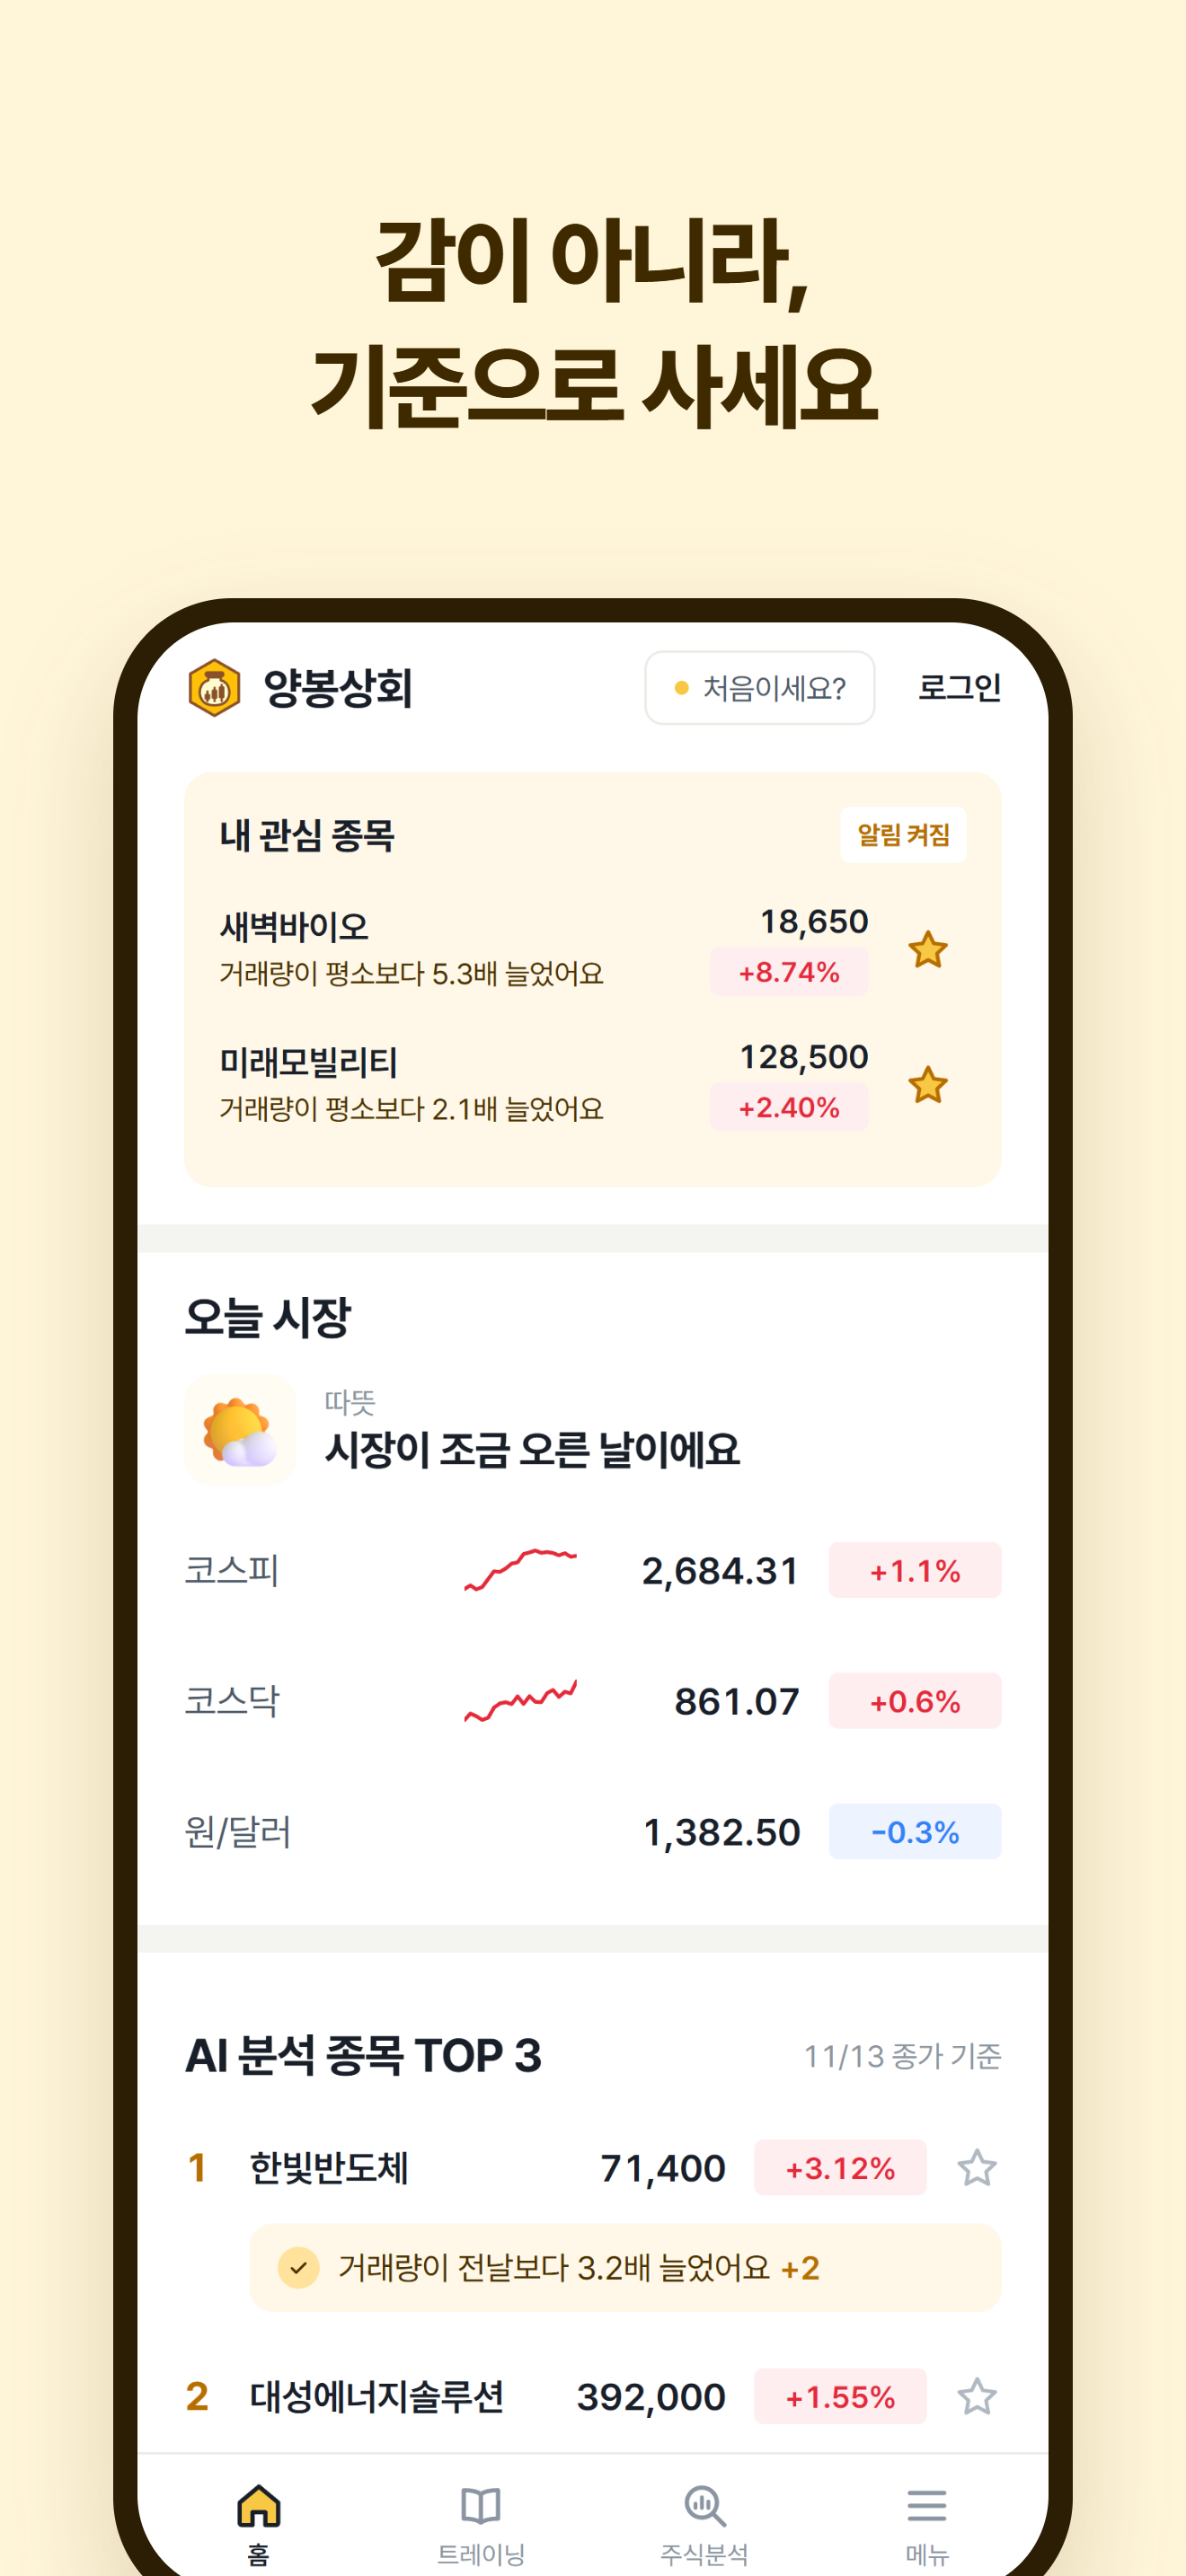 감이 아니라,
기준으로 사세요
양봉상회
처음이세요?
로그인
내 관심 종목
알림 켜짐
새벽바이오
18,650
거래량이 평소보다 5.3배 늘었어요
+8.74%
미래모빌리티
128,500
거래량이 평소보다 2.1배 늘었어요
+2.40%
오늘 시장
따뜻
시장이 조금 오른 날이에요
코스피 2,684.31 +1.1%
코스닥 861.07 +0.6%
원/달러 1,382.50 -0.3%
AI 분석 종목 TOP 3
11/13 종가 기준
1 한빛반도체 71,400 +3.12%
거래량이 전날보다 3.2배 늘었어요 +2
2 대성에너지솔루션 392,000 +1.55%
홈 트레이닝 주식분석 메뉴